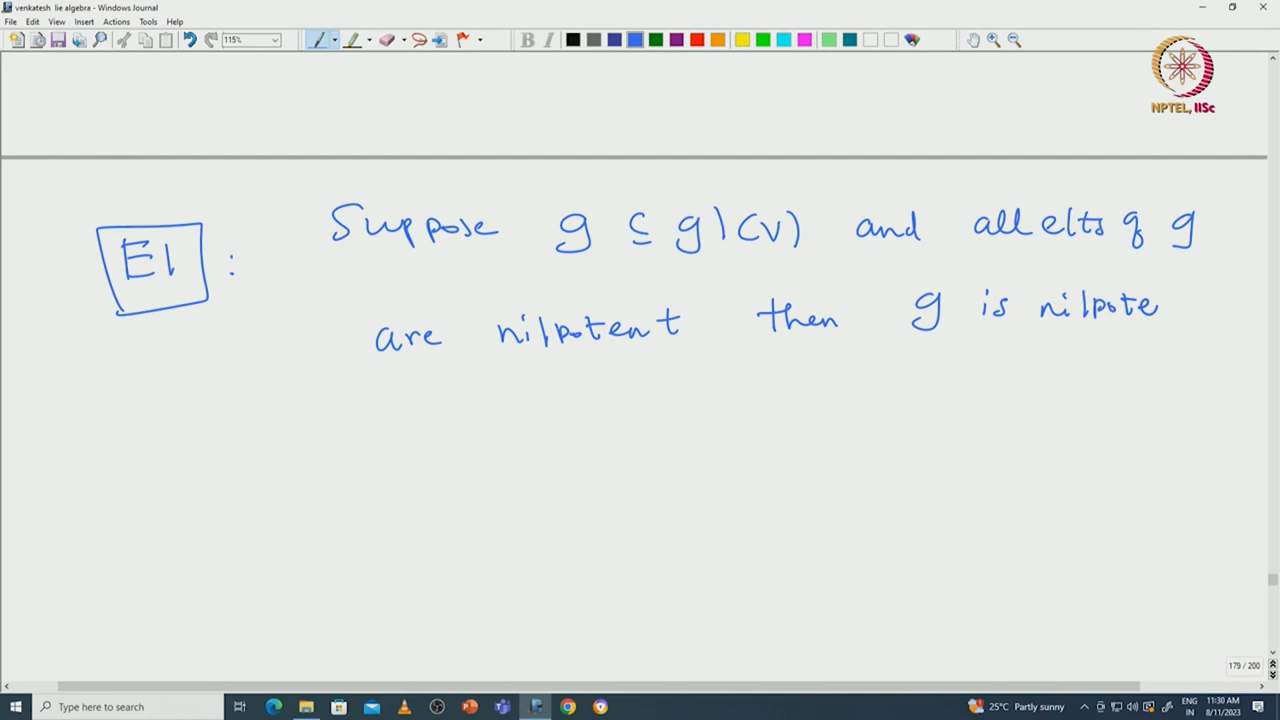 venkatesh lie algebra - Windows Journal
File Edit View Insert Actions Tools Help
115%
B I
NPTEL, IISc
Suppose g ⊆ gl(V) and all elts of g
E1 :
are nilpotent then g is nilpote
179 / 200
Type here to search
25°C Partly sunny
ENG
IN
11:30 AM
8/11/2023